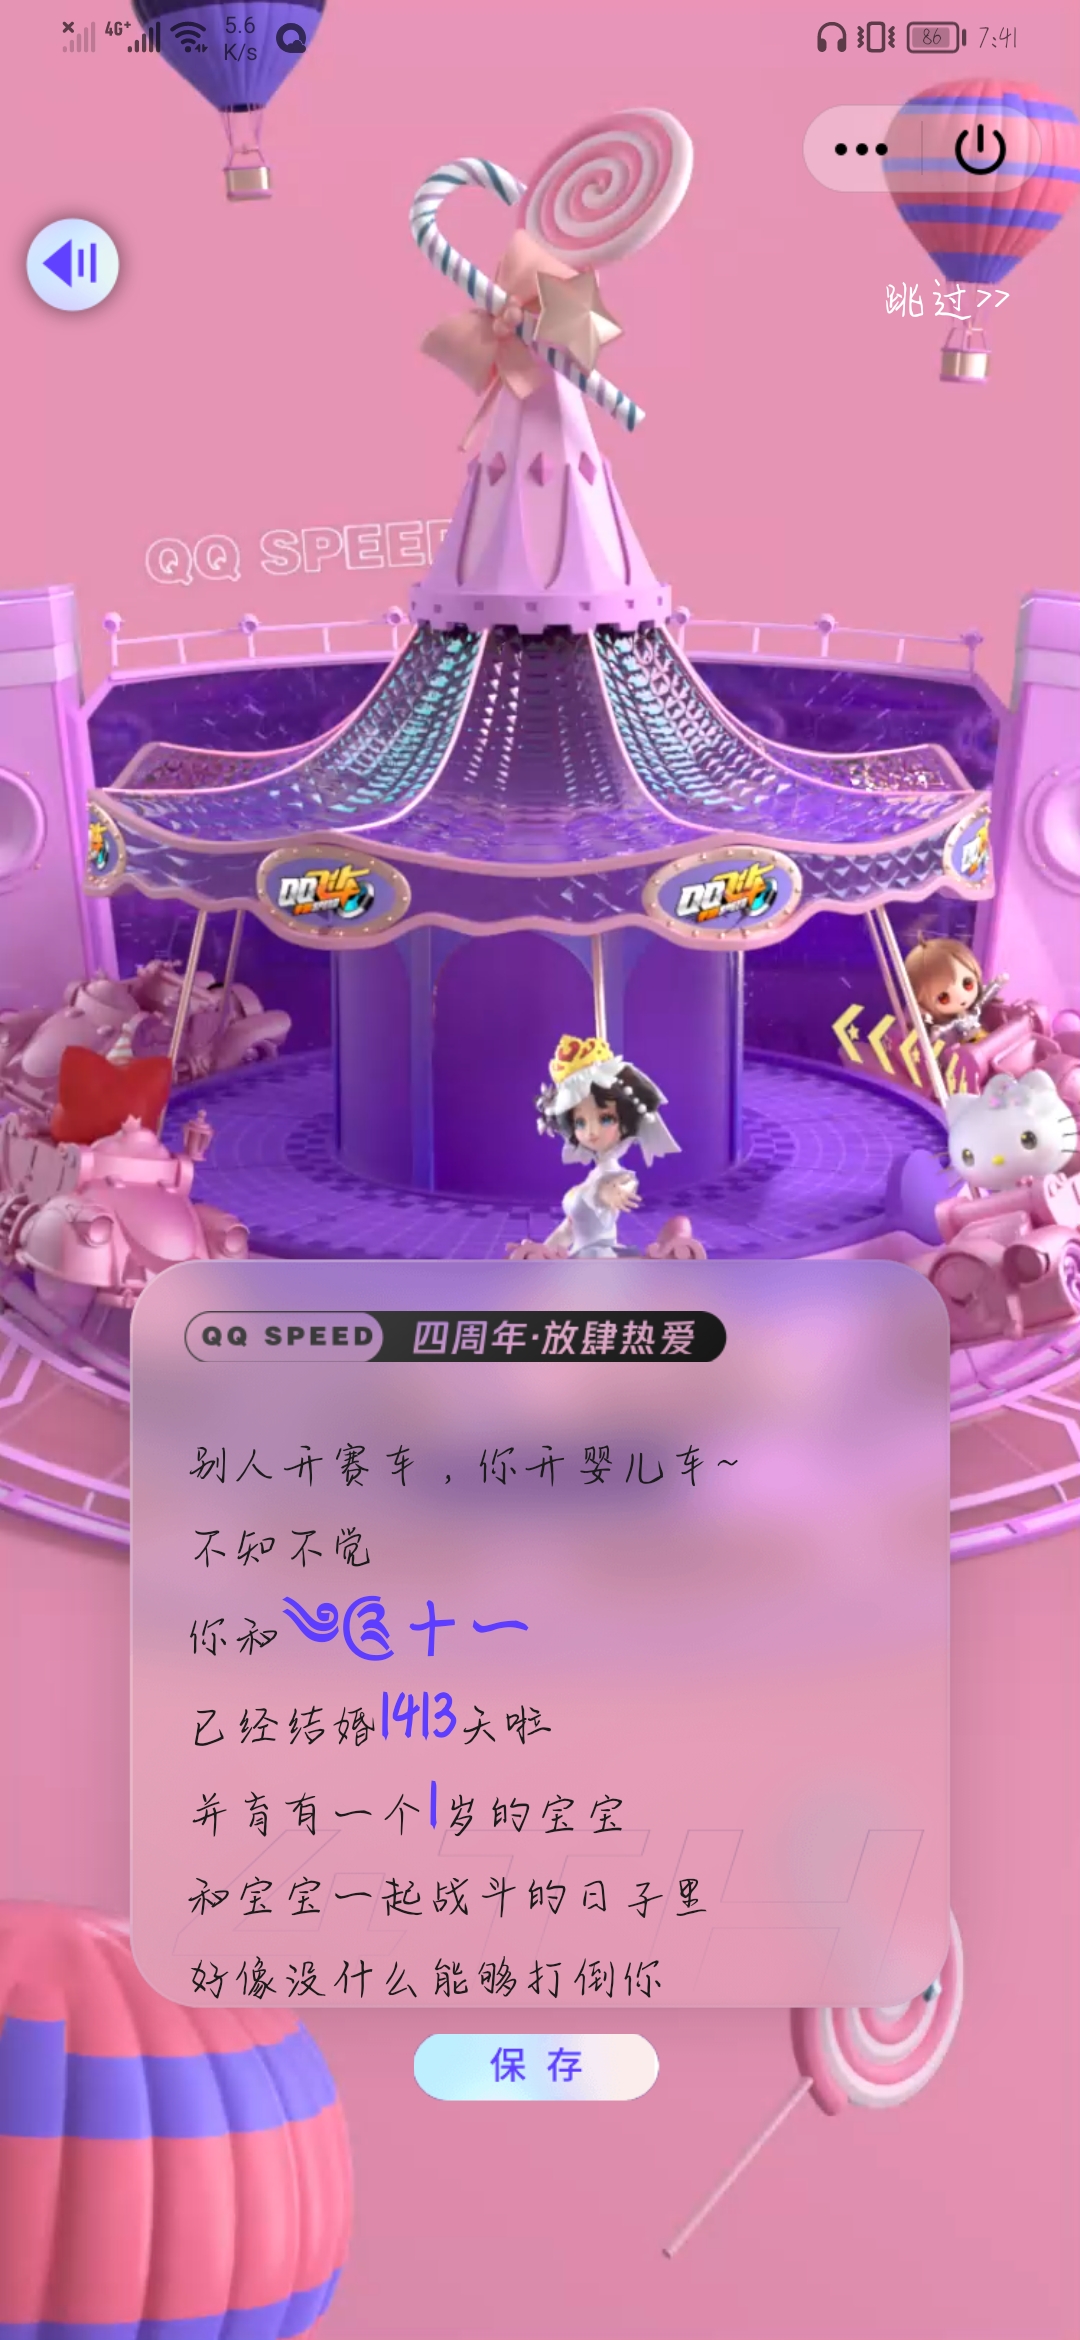 4G+
5.6
K/s
86
7:41
跳过>>
QQ SPEE
QQ飞车
QQ飞车
QQ SPEED 四周年·放肆热爱
别人开赛车，你开婴儿车~
不知不觉
你和༄༊十一
已经结婚1413天啦
并育有一个1岁的宝宝
和宝宝一起战斗的日子里
好像没什么能够打倒你
保存